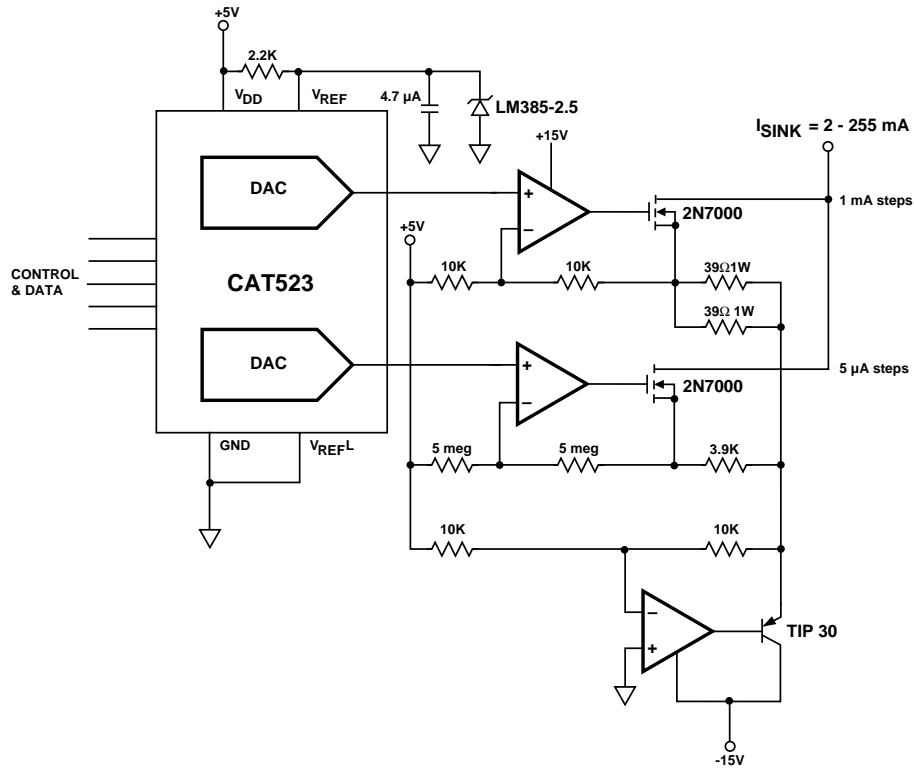 +5V
2.2K
VDD
VREF
4.7 µA
LM385-2.5
+15V
ISINK = 2 - 255 mA
DAC
+
−
2N7000
1 mA steps
+5V
10K
10K
39Ω1W
39Ω 1W
CONTROL
& DATA
CAT523
DAC
+
−
2N7000
5 µA steps
GND
VREFL
5 meg
5 meg
3.9K
10K
10K
−
+
TIP 30
-15V